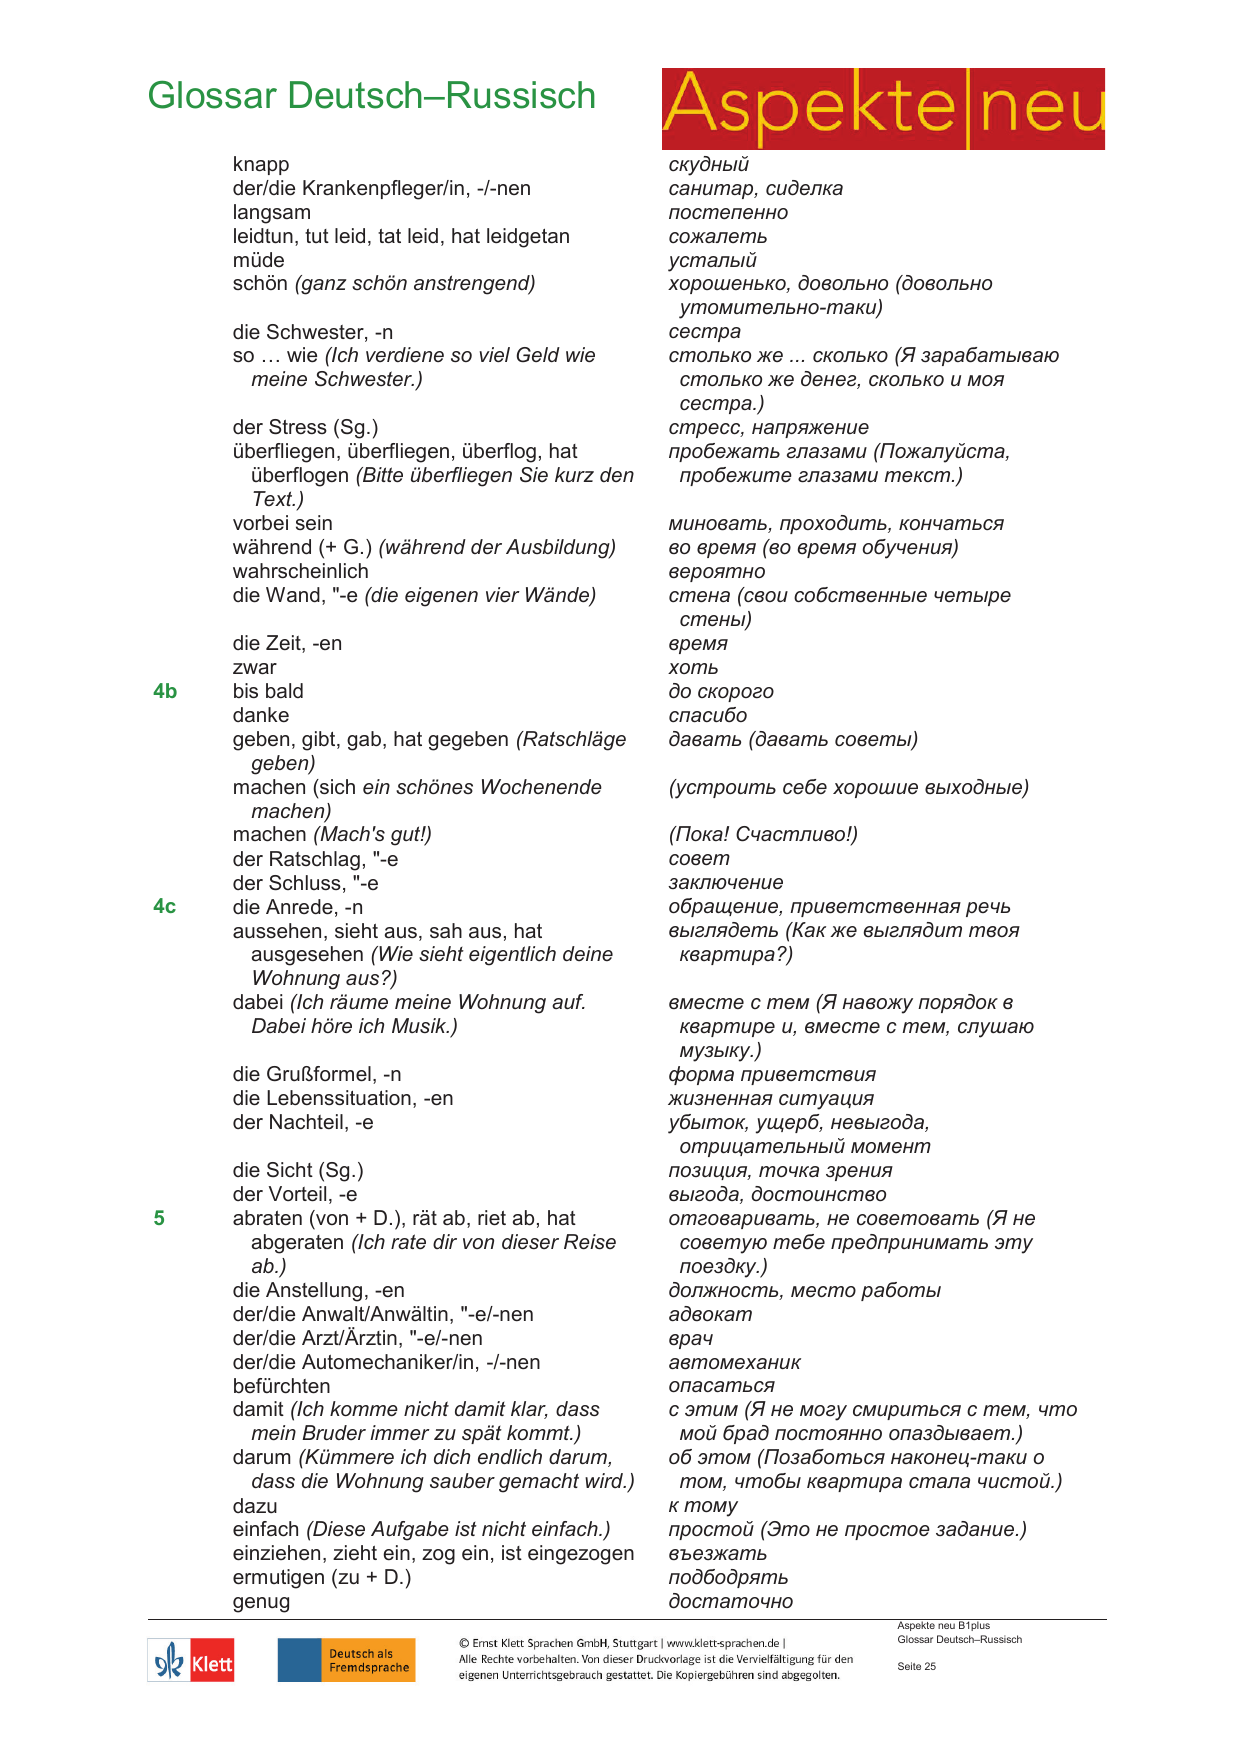 Glossar Deutsch–Russisch
Aspekte|neu
knapp скудный
der/die Krankenpfleger/in, -/-nen санитар, сиделка
langsam постепенно
leidtun, tut leid, tat leid, hat leidgetan сожалеть
müde усталый
schön (ganz schön anstrengend) хорошенько, довольно (довольно
утомительно-таки)
die Schwester, -n сестра
so … wie (Ich verdiene so viel Geld wie столько же ... сколько (Я зарабатываю
meine Schwester.) столько же денег, сколько и моя
сестра.)
der Stress (Sg.) стресс, напряжение
überfliegen, überfliegen, überflog, hat пробежать глазами (Пожалуйста,
überflogen (Bitte überfliegen Sie kurz den пробежите глазами текст.)
Text.)
vorbei sein миновать, проходить, кончаться
während (+ G.) (während der Ausbildung) во время (во время обучения)
wahrscheinlich вероятно
die Wand, "-e (die eigenen vier Wände) стена (свои собственные четыре
стены)
die Zeit, -en время
zwar хоть
4b bis bald до скорого
danke спасибо
geben, gibt, gab, hat gegeben (Ratschläge давать (давать советы)
geben)
machen (sich ein schönes Wochenende (устроить себе хорошие выходные)
machen)
machen (Mach's gut!) (Пока! Счастливо!)
der Ratschlag, "-e совет
der Schluss, "-e заключение
4c die Anrede, -n обращение, приветственная речь
aussehen, sieht aus, sah aus, hat выглядеть (Как же выглядит твоя
ausgesehen (Wie sieht eigentlich deine квартира?)
Wohnung aus?)
dabei (Ich räume meine Wohnung auf. вместе с тем (Я навожу порядок в
Dabei höre ich Musik.) квартире и, вместе с тем, слушаю
музыку.)
die Grußformel, -n форма приветствия
die Lebenssituation, -en жизненная ситуация
der Nachteil, -e убыток, ущерб, невыгода,
отрицательный момент
die Sicht (Sg.) позиция, точка зрения
der Vorteil, -e выгода, достоинство
5 abraten (von + D.), rät ab, riet ab, hat отговаривать, не советовать (Я не
abgeraten (Ich rate dir von dieser Reise советую тебе предпринимать эту
ab.) поездку.)
die Anstellung, -en должность, место работы
der/die Anwalt/Anwältin, "-e/-nen адвокат
der/die Arzt/Ärztin, "-e/-nen врач
der/die Automechaniker/in, -/-nen автомеханик
befürchten опасаться
damit (Ich komme nicht damit klar, dass с этим (Я не могу смириться с тем, что
mein Bruder immer zu spät kommt.) мой брад постоянно опаздывает.)
darum (Kümmere ich dich endlich darum, об этом (Позаботься наконец-таки о
dass die Wohnung sauber gemacht wird.) том, чтобы квартира стала чистой.)
dazu к тому
einfach (Diese Aufgabe ist nicht einfach.) простой (Это не простое задание.)
einziehen, zieht ein, zog ein, ist eingezogen въезжать
ermutigen (zu + D.) подбодрять
genug достаточно
Klett
Deutsch als
Fremdsprache
© Ernst Klett Sprachen GmbH, Stuttgart | www.klett-sprachen.de |
Alle Rechte vorbehalten. Von dieser Druckvorlage ist die Vervielfältigung für den
eigenen Unterrichtsgebrauch gestattet. Die Kopiergebühren sind abgegolten.
Aspekte neu B1plus
Glossar Deutsch–Russisch
Seite 25